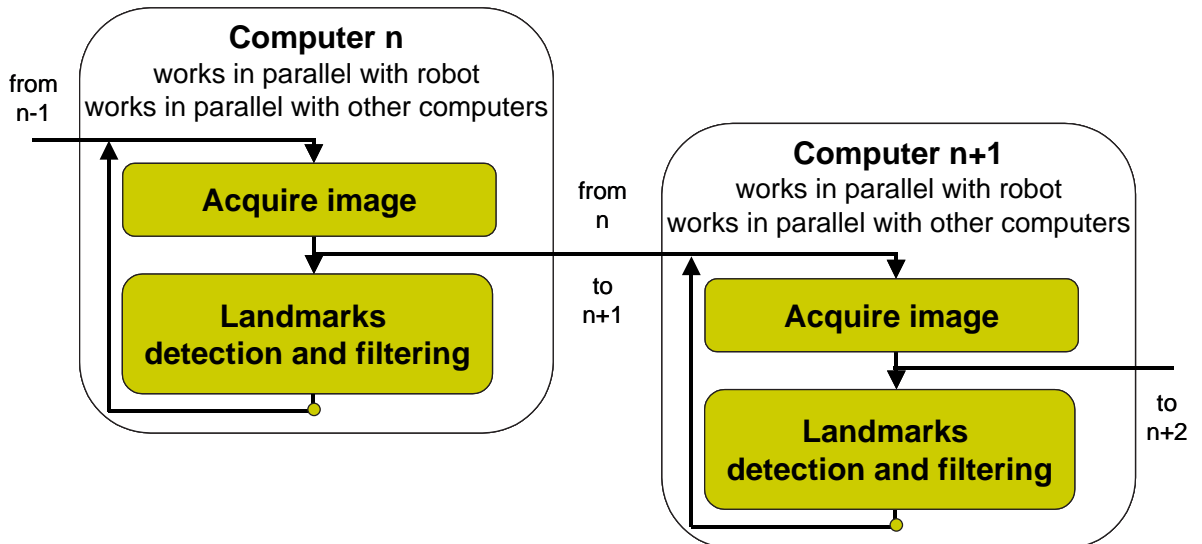 Computer n
works in parallel with robot
works in parallel with other computers
from
n-1
Acquire image
Landmarks
detection and filtering
from
n
to
n+1
Computer n+1
works in parallel with robot
works in parallel with other computers
Acquire image
Landmarks
detection and filtering
to
n+2